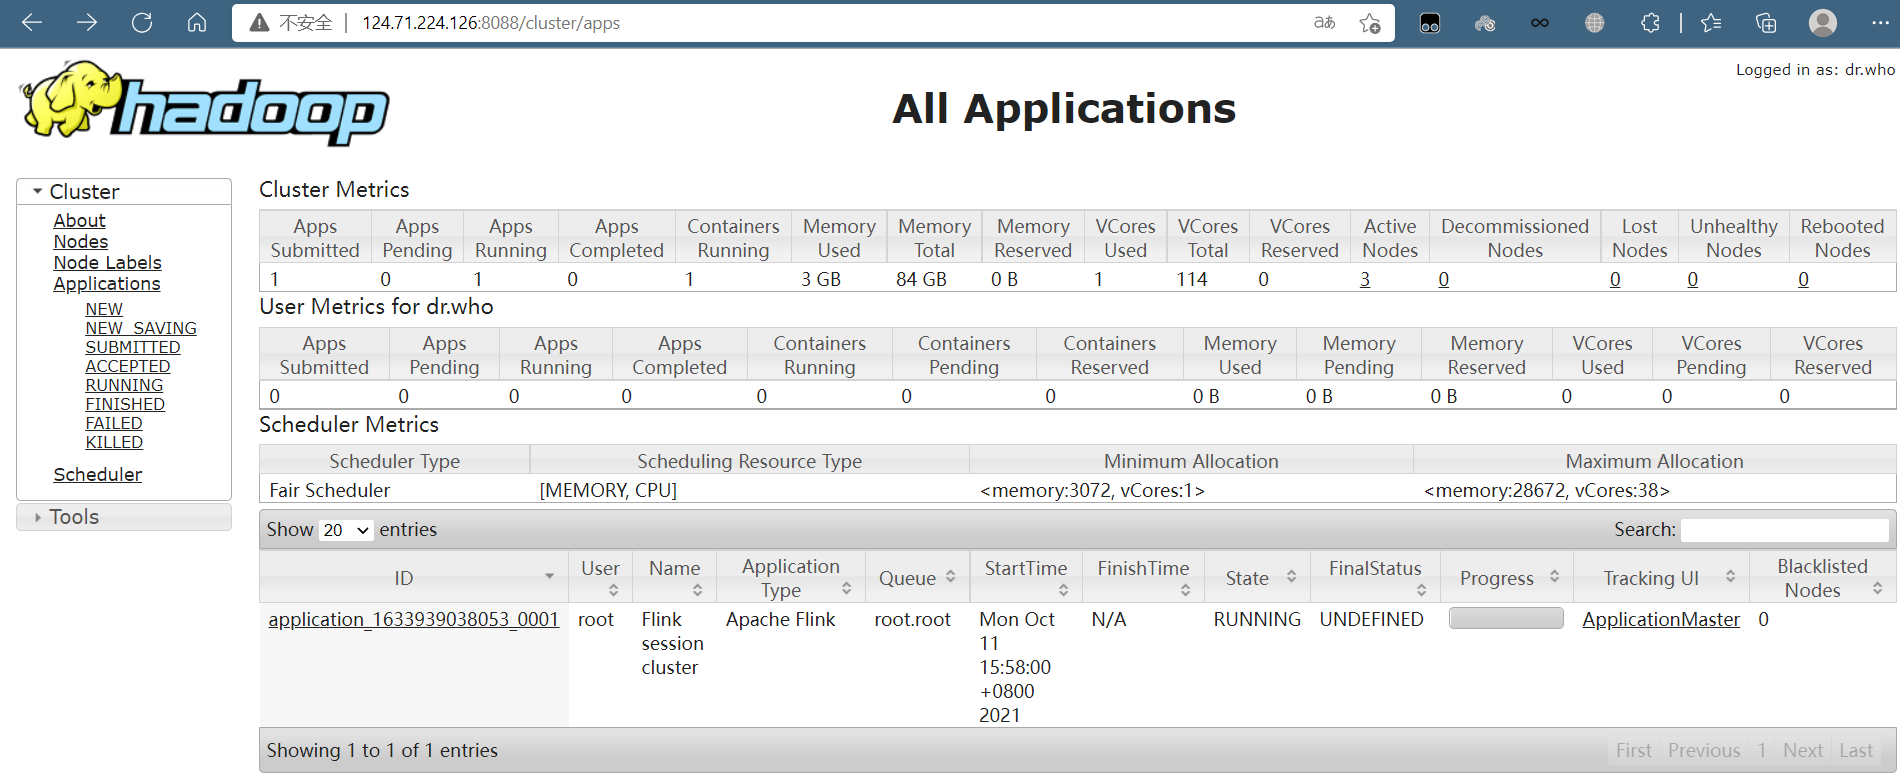 不安全 | 124.71.224.126:8088/cluster/apps
Logged in as: dr.who
hadoop
All Applications
Cluster
About
Nodes
Node Labels
Applications
NEW
NEW_SAVING
SUBMITTED
ACCEPTED
RUNNING
FINISHED
FAILED
KILLED
Scheduler
Tools
Cluster Metrics
Apps Submitted Apps Pending Apps Running Apps Completed Containers Running Memory Used Memory Total Memory Reserved VCores Used VCores Total VCores Reserved Active Nodes Decommissioned Nodes Lost Nodes Unhealthy Nodes Rebooted Nodes
1 0 1 0 1 3 GB 84 GB 0 B 1 114 0 3 0 0 0 0
User Metrics for dr.who
Apps Submitted Apps Pending Apps Running Apps Completed Containers Running Containers Pending Containers Reserved Memory Used Memory Pending Memory Reserved VCores Used VCores Pending VCores Reserved
0 0 0 0 0 0 0 0 B 0 B 0 B 0 0 0
Scheduler Metrics
Scheduler Type Scheduling Resource Type Minimum Allocation Maximum Allocation
Fair Scheduler [MEMORY, CPU] <memory:3072, vCores:1> <memory:28672, vCores:38>
Show 20 entries Search:
ID User Name Application Type Queue StartTime FinishTime State FinalStatus Progress Tracking UI Blacklisted Nodes
application_1633939038053_0001 root Flink session cluster Apache Flink root.root Mon Oct 11 15:58:00 +0800 2021 N/A RUNNING UNDEFINED ApplicationMaster 0
Showing 1 to 1 of 1 entries First Previous 1 Next Last